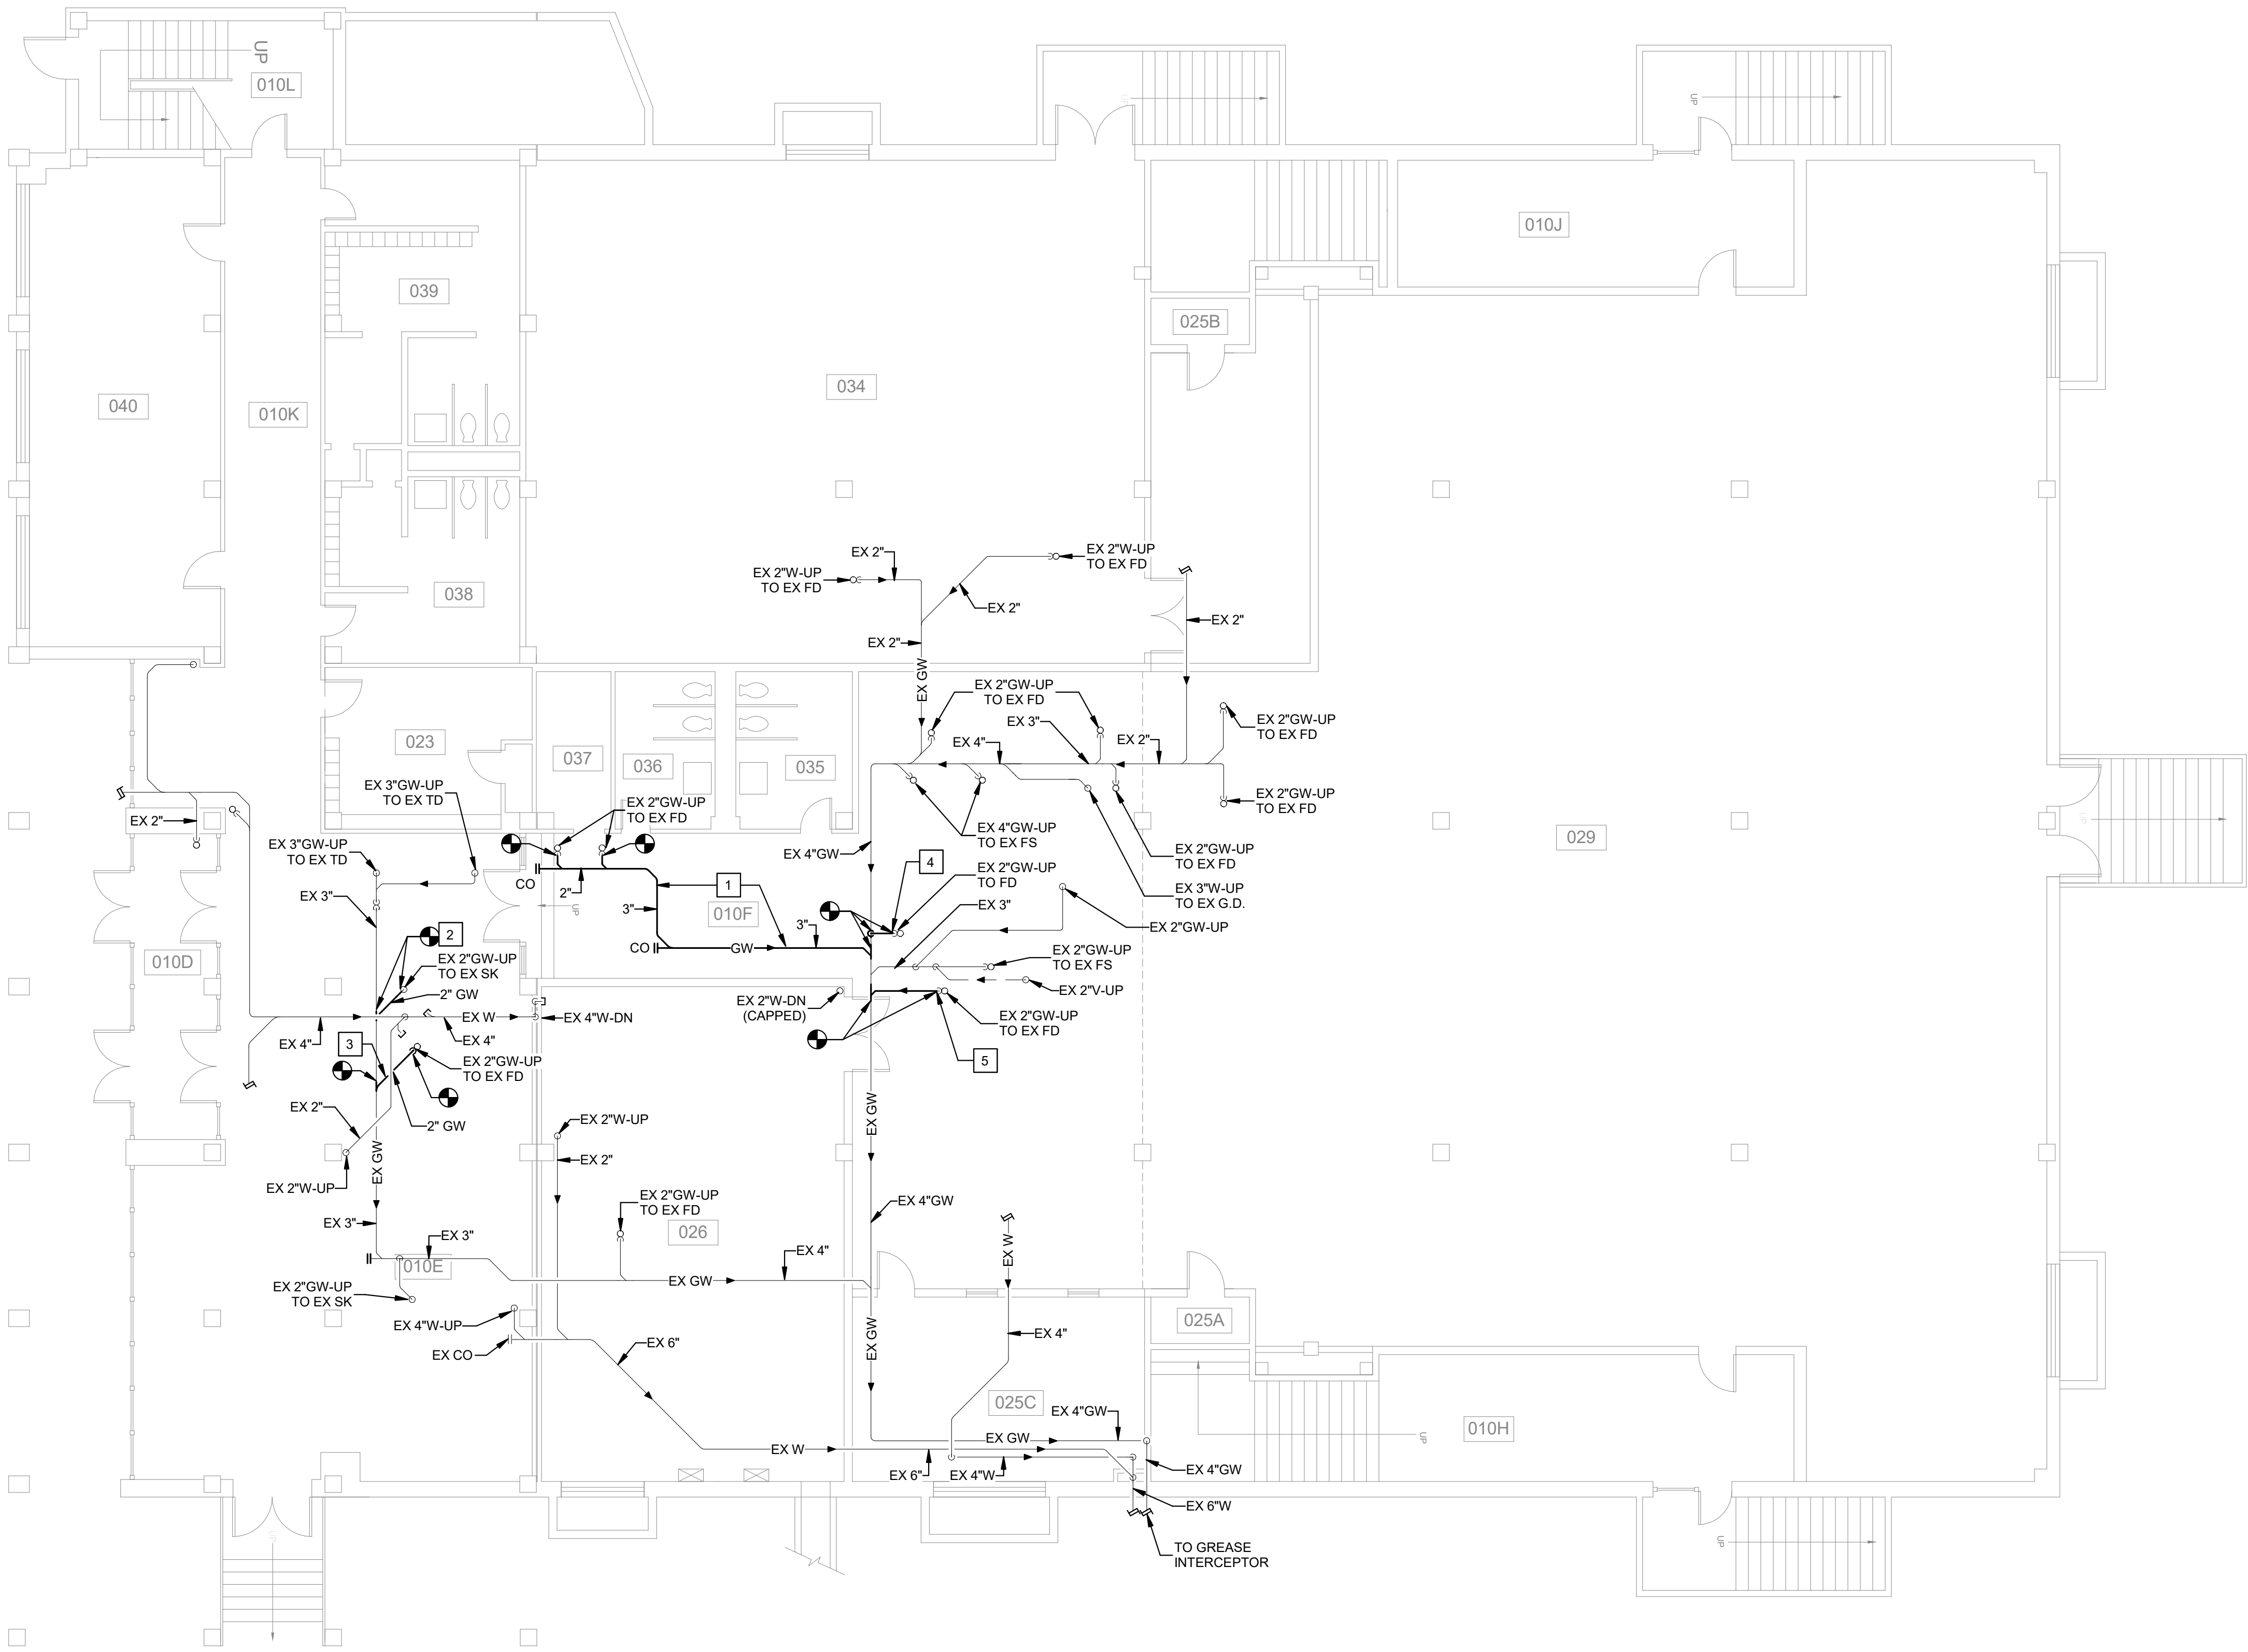 UP
010L
UP
UP
010J
039
025B
034
040
010K
EX 2"
EX 2"W-UP
TO EX FD
EX 2"W-UP
TO EX FD
038
EX 2"
EX 2"
EX 2"
EX GW
EX 2"GW-UP
TO EX FD
EX 2"GW-UP
TO EX FD
EX 3"
023
EX 4"
EX 2"
037
036
035
EX 3"GW-UP
TO EX TD
EX 2"GW-UP
TO EX FD
EX 2"GW-UP
TO EX FD
EX 2"
EX 4"GW-UP
TO EX FS
029
UP
EX 3"GW-UP
TO EX TD
EX 4"GW
EX 2"GW-UP
TO EX FD
4
EX 2"GW-UP
TO FD
CO
2"
1
EX 3"W-UP
TO EX G.D.
EX 3"
3"
010F
UP
EX 3"
3"
EX 2"GW-UP
2
CO
GW
010D
EX 2"GW-UP
TO EX SK
EX 2"GW-UP
TO EX FS
2" GW
EX 2"V-UP
EX 2"W-DN
(CAPPED)
EX W
EX 4"W-DN
EX 2"GW-UP
TO EX FD
EX 4"
3
EX 4"
5
EX 2"GW-UP
TO EX FD
EX 2"
EX GW
2" GW
EX 2"W-UP
EX GW
EX 2"
EX 2"W-UP
EX 2"GW-UP
TO EX FD
EX 4"GW
EX 3"
026
EX 3"
EX W
EX 4"
010E
EX GW
EX 2"GW-UP
TO EX SK
025A
EX 4"W-UP
EX GW
EX 4"
EX 6"
EX CO
025C
EX 4"GW
010H
UP
EX GW
EX W
EX 6"
EX 4"W
EX 4"GW
EX 6"W
UP
UP
TO GREASE
INTERCEPTOR